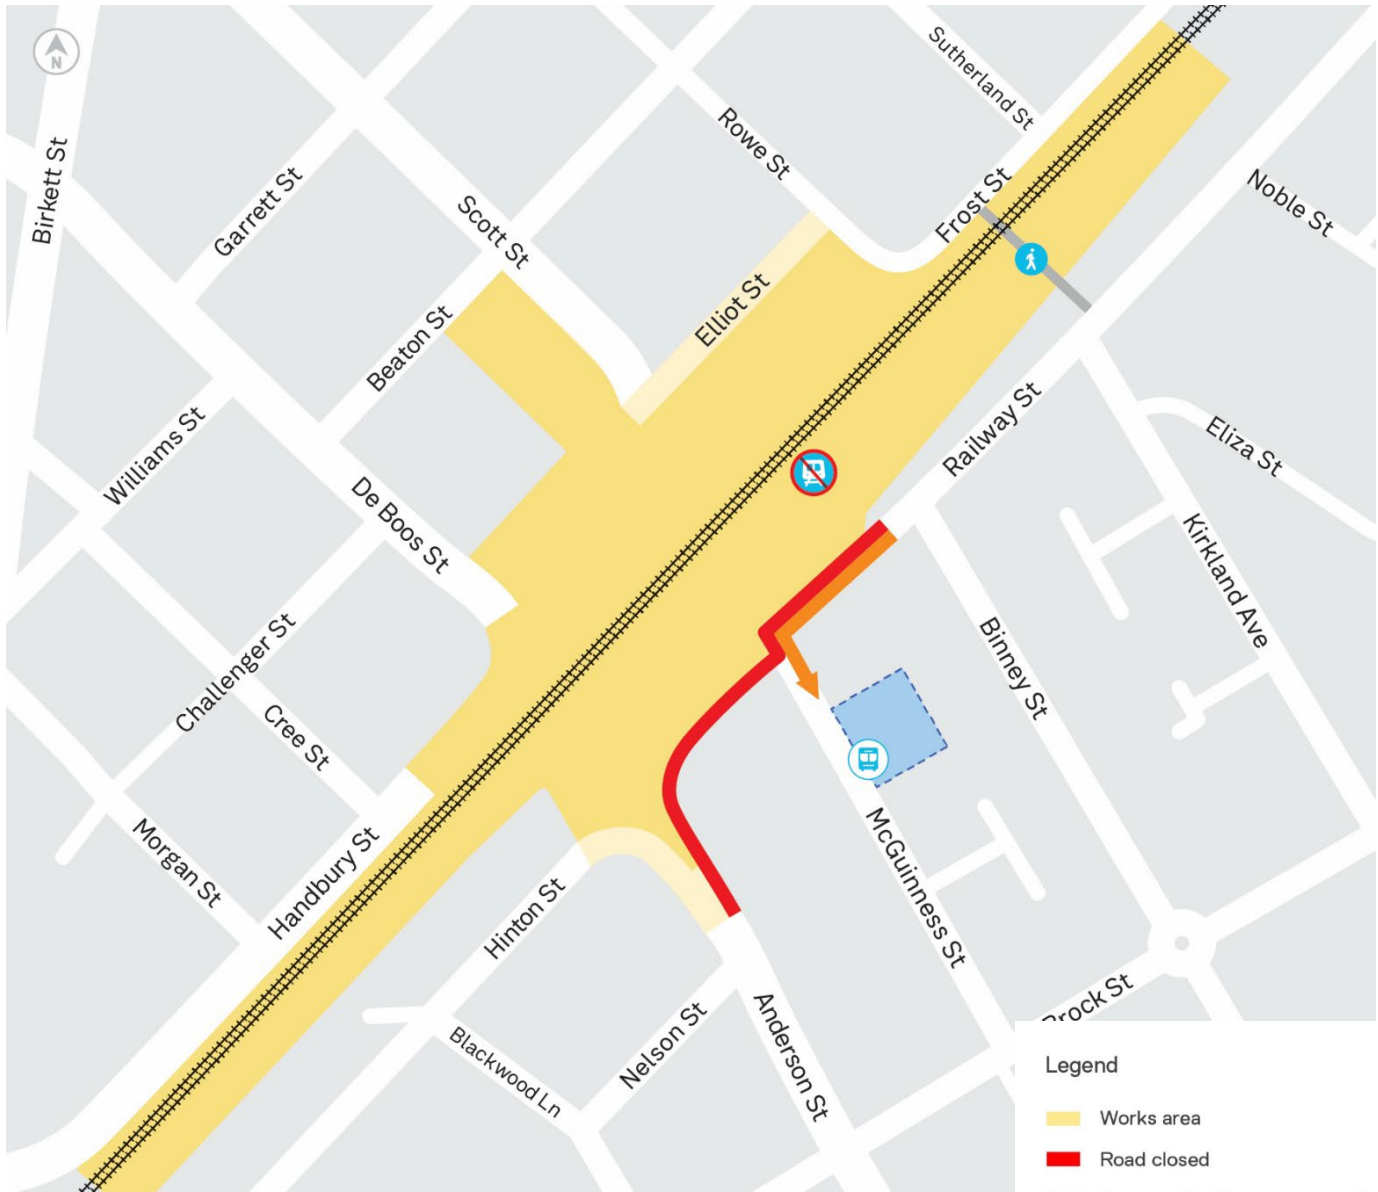 N
Sutherland St
Rowe St
Birkett St
Garrett St
Scott St
Frost St
Noble St
Elliot St
Beaton St
Railway St
Eliza St
Williams St
De Boos St
Kirkland Ave
Binney St
Challenger St
Cree St
Morgan St
Handbury St
McGuinness St
Hinton St
Brock St
Anderson St
Nelson St
Blackwood Ln
Legend
Works area
Road closed